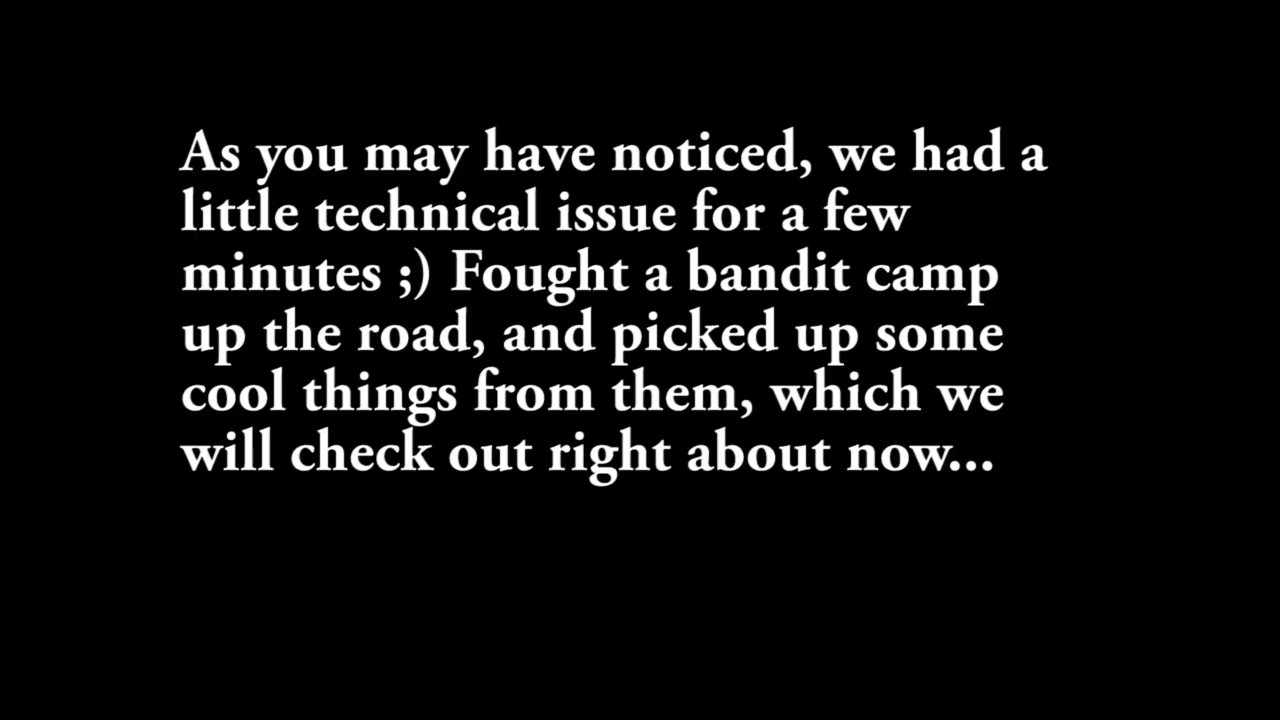 As you may have noticed, we had a
little technical issue for a few
minutes ;) Fought a bandit camp
up the road, and picked up some
cool things from them, which we
will check out right about now...